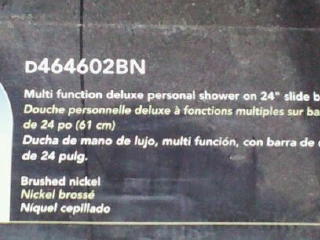 D464602BN
Multi function deluxe personal shower on 24" slide b
Douche personnelle deluxe à fonctions multiples sur ba
de 24 po (61 cm)
Ducha de mano de lujo, multi función, con barra de
de 24 pulg.
Brushed nickel
Nickel brossé
Níquel cepillado